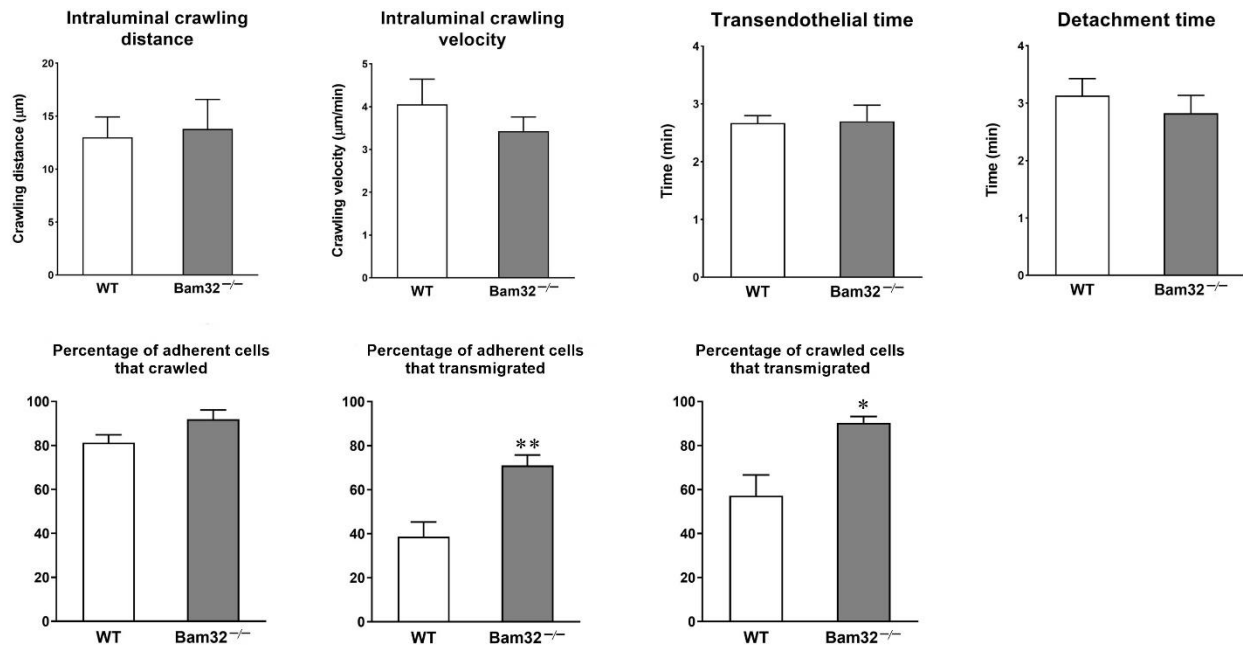 Intraluminal crawling
distance
Crawling distance (µm)
20
15
10
5
0
WT
Bam32⁻/⁻
Intraluminal crawling
velocity
Crawling velocity (µm/min)
5
4
3
2
1
0
WT
Bam32⁻/⁻
Transendothelial time
Time (min)
4
3
2
1
0
WT
Bam32⁻/⁻
Detachment time
Time (min)
4
3
2
1
0
WT
Bam32⁻/⁻
Percentage of adherent cells
that crawled
100
80
60
40
20
0
WT
Bam32⁻/⁻
Percentage of adherent cells
that transmigrated
100
80
60
40
20
0
**
WT
Bam32⁻/⁻
Percentage of crawled cells
that transmigrated
100
80
60
40
20
0
*
WT
Bam32⁻/⁻